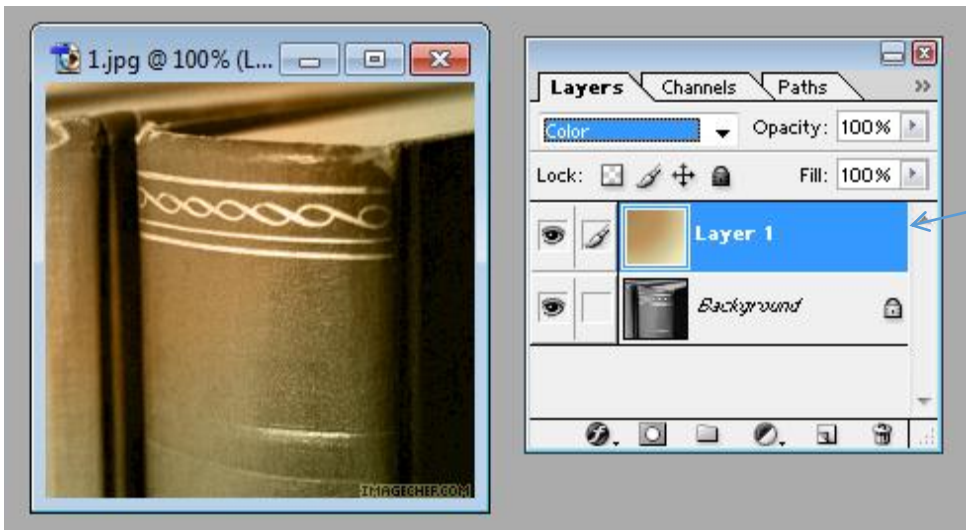 1.jpg @ 100% (L...
IMAGECHEF.COM
Layers Channels Paths
Color Opacity: 100%
Lock: Fill: 100%
Layer 1
Background